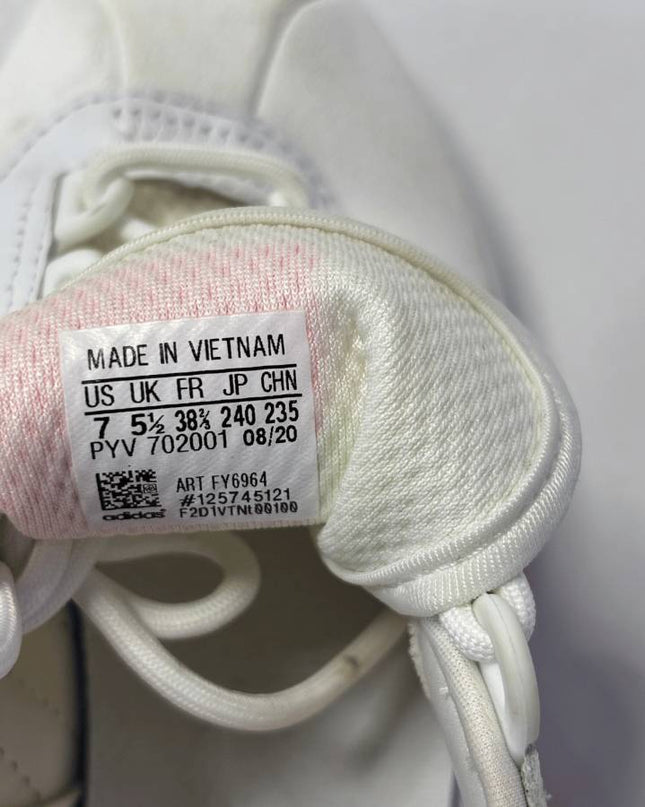 MADE IN VIETNAM
US UK FR JP CHN
7 5½ 38⅔ 240 235
PYV 702001 08/20
ART FY6964
#125745121
adidas F2D1VTNt00100